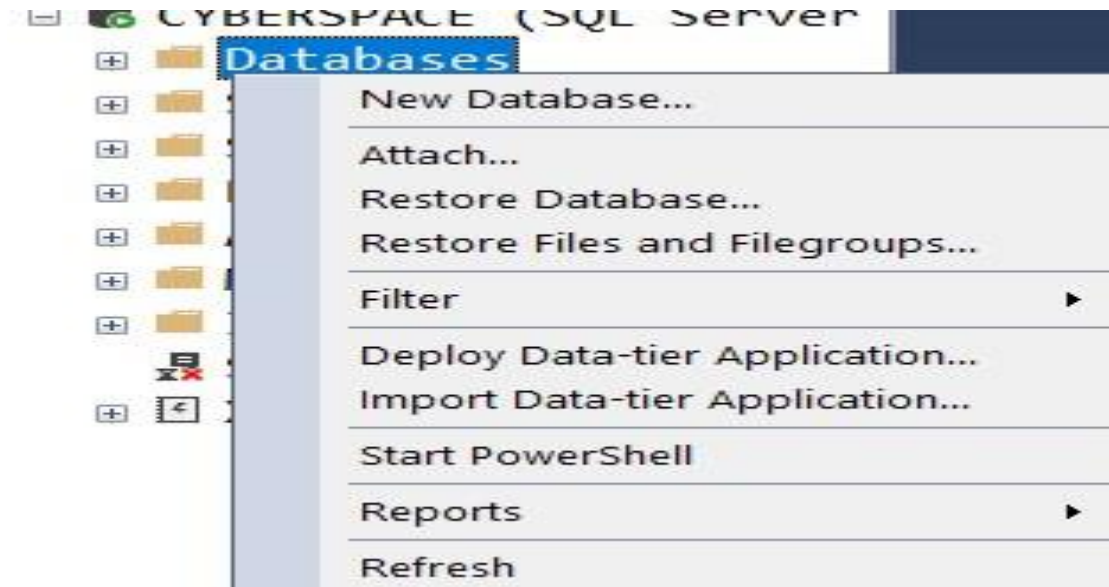 CYBERSPACE (SQL Server
Databases
New Database...
Attach...
Restore Database...
Restore Files and Filegroups...
Filter
Deploy Data-tier Application...
Import Data-tier Application...
Start PowerShell
Reports
Refresh